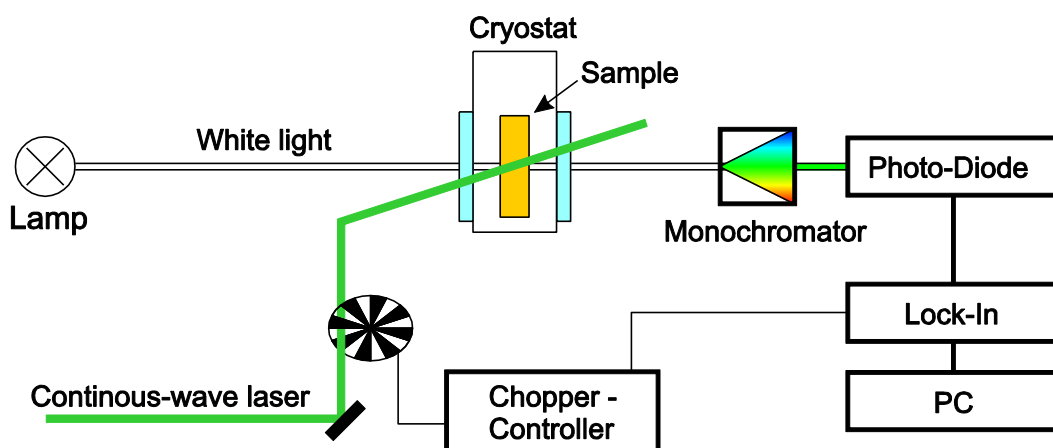 Cryostat
Sample
White light
Lamp
Photo-Diode
Monochromator
Lock-In
Continous-wave laser
Chopper -
Controller
PC